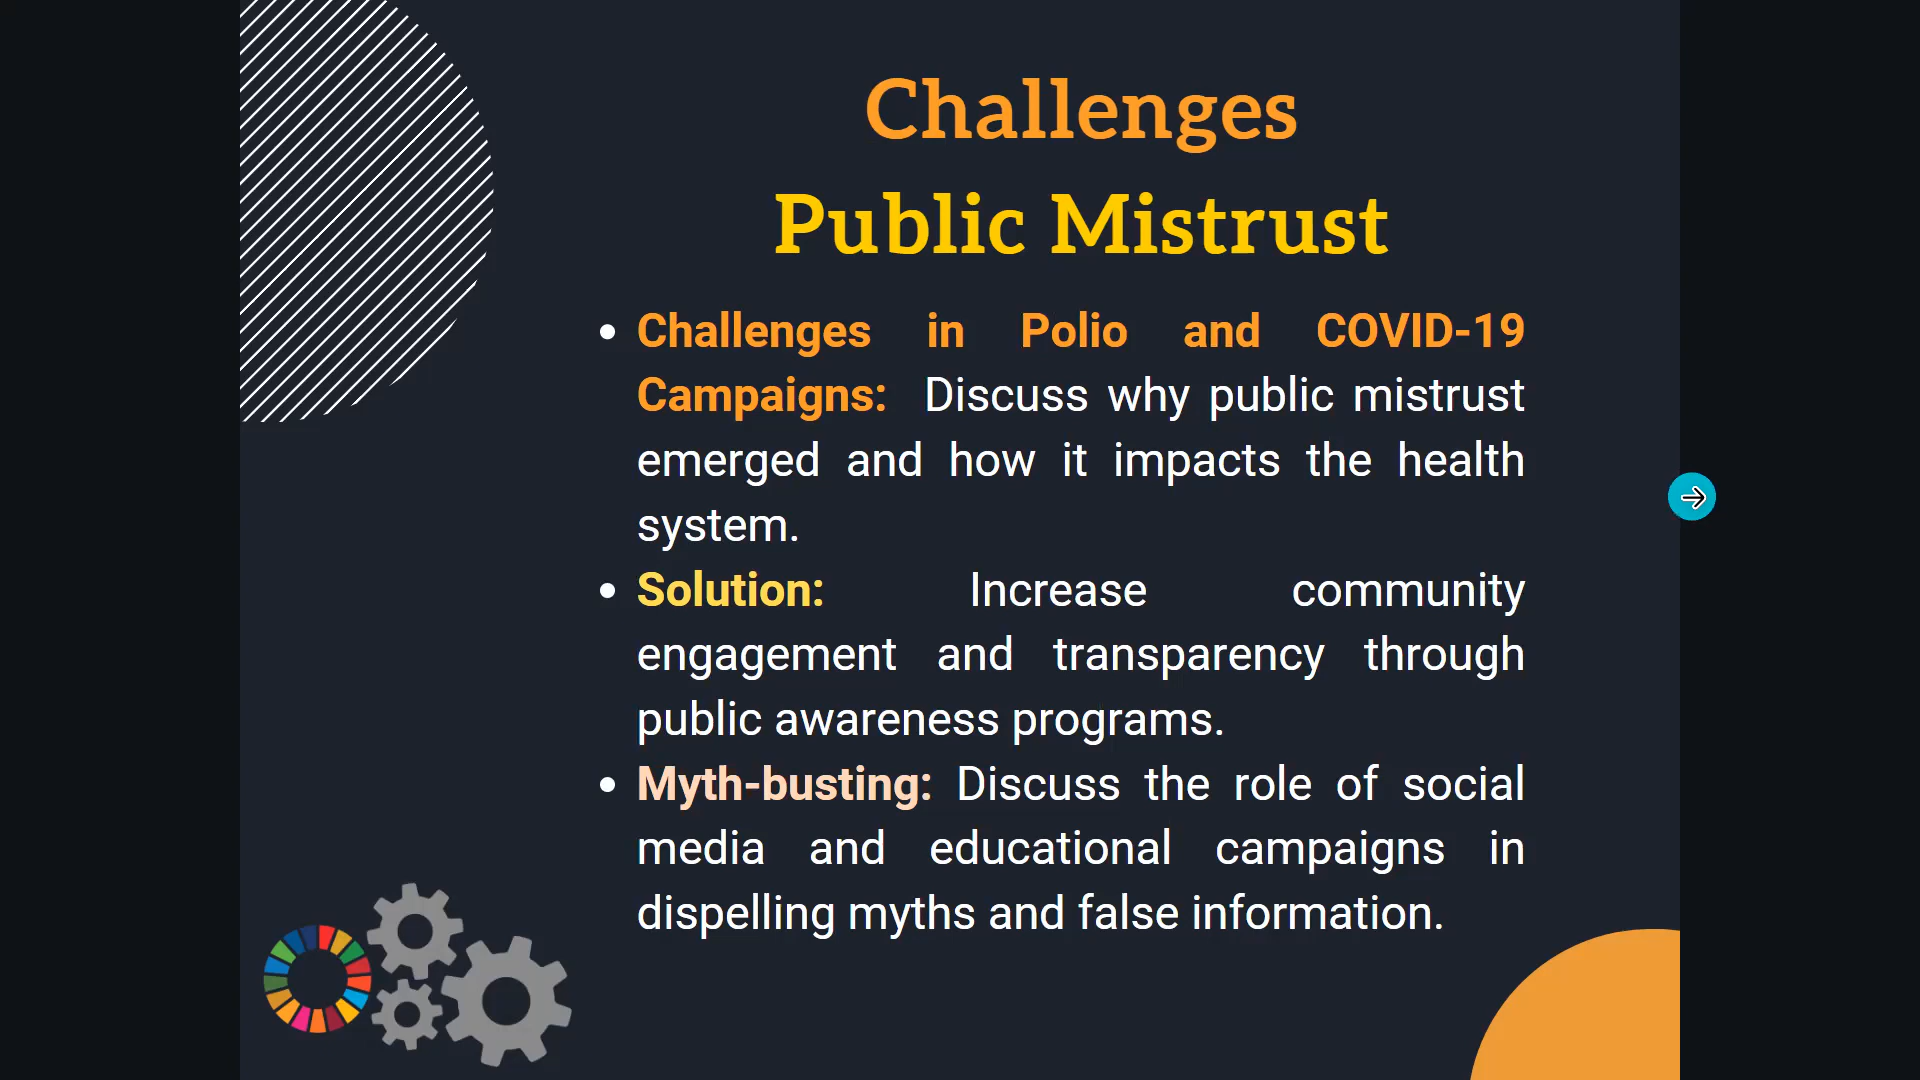 Challenges
Public Mistrust
• Challenges in Polio and COVID-19
Campaigns: Discuss why public mistrust
emerged and how it impacts the health
system.
• Solution: Increase community
engagement and transparency through
public awareness programs.
• Myth-busting: Discuss the role of social
media and educational campaigns in
dispelling myths and false information.